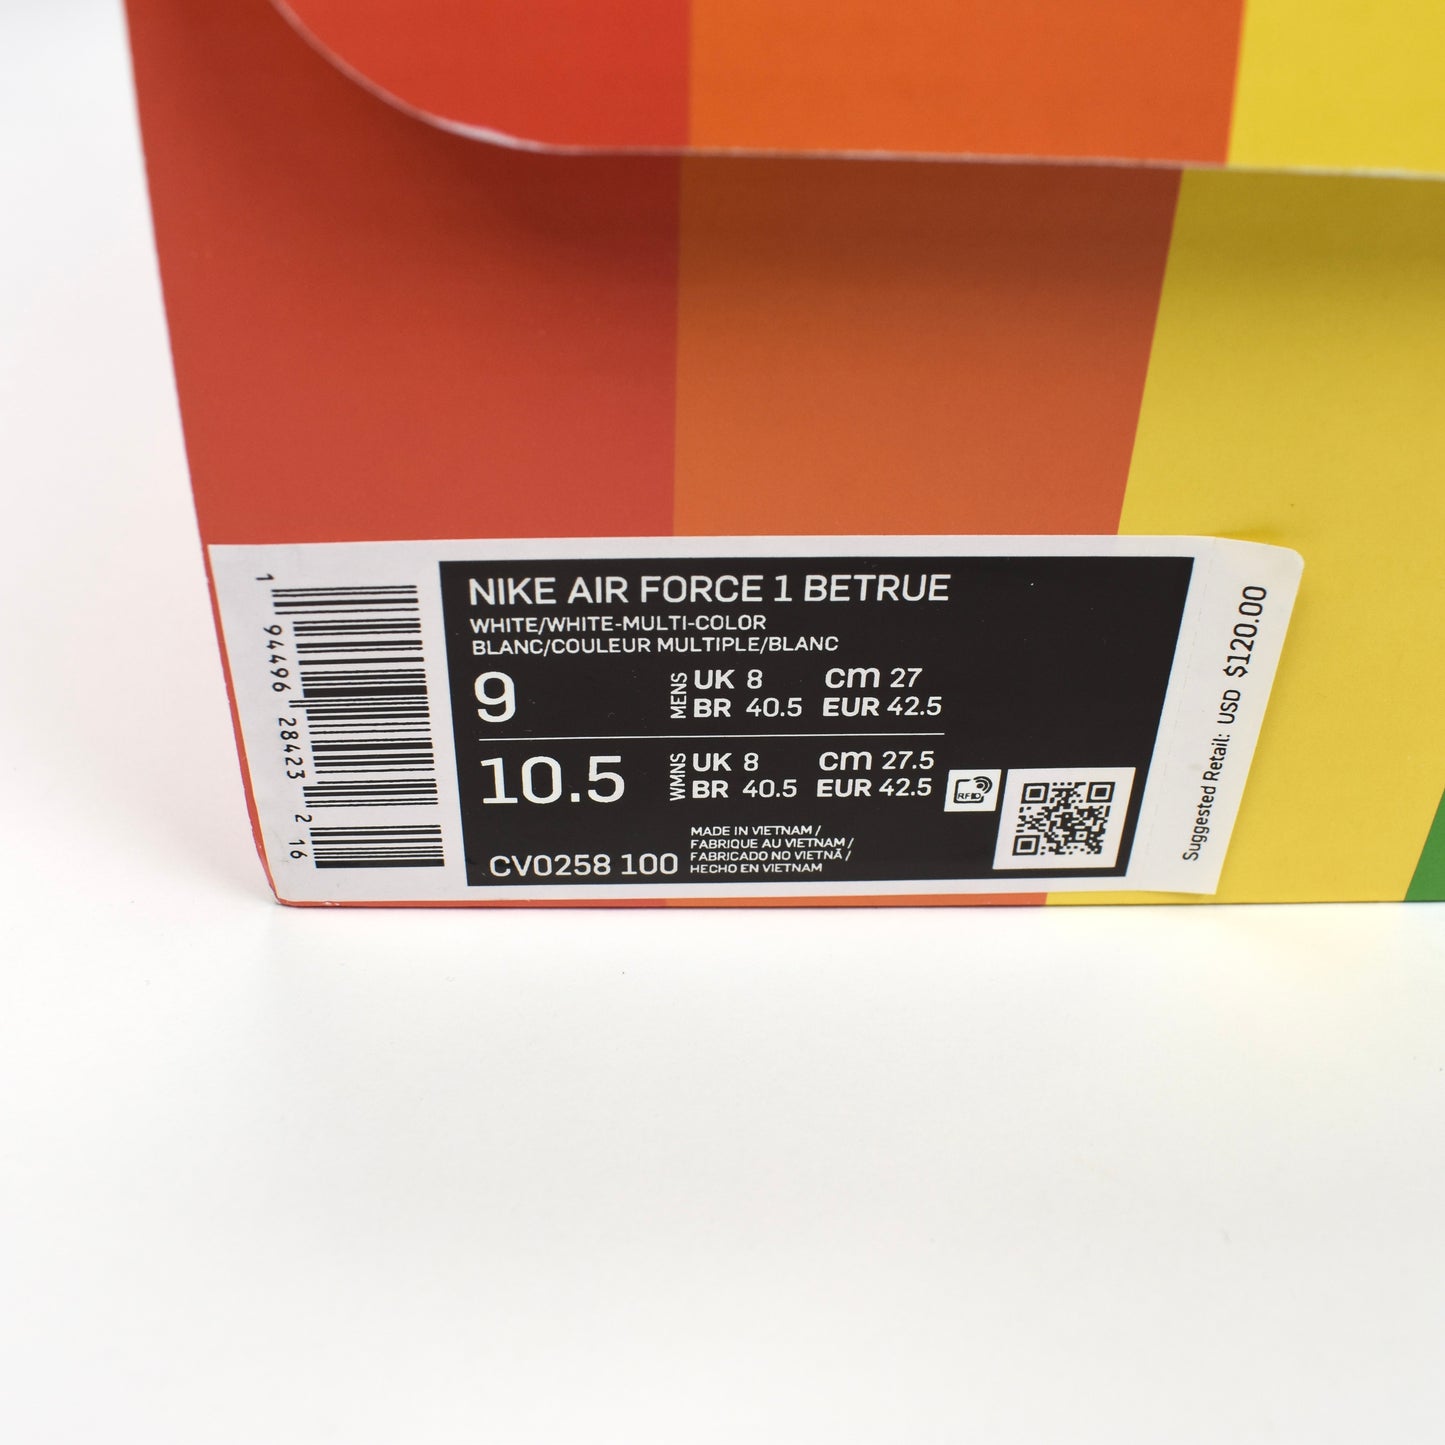 NIKE AIR FORCE 1 BETRUE
WHITE/WHITE-MULTI-COLOR
BLANC/COULEUR MULTIPLE/BLANC
9 MENS UK 8 cm 27
BR 40.5 EUR 42.5
10.5 WMNS UK 8 cm 27.5
BR 40.5 EUR 42.5
RFID
CV0258 100
MADE IN VIETNAM /
FABRIQUE AU VIETNAM /
FABRICADO NO VIETNÃ /
HECHO EN VIETNAM
1 94496 28423 2 16
Suggested Retail: USD $120.00